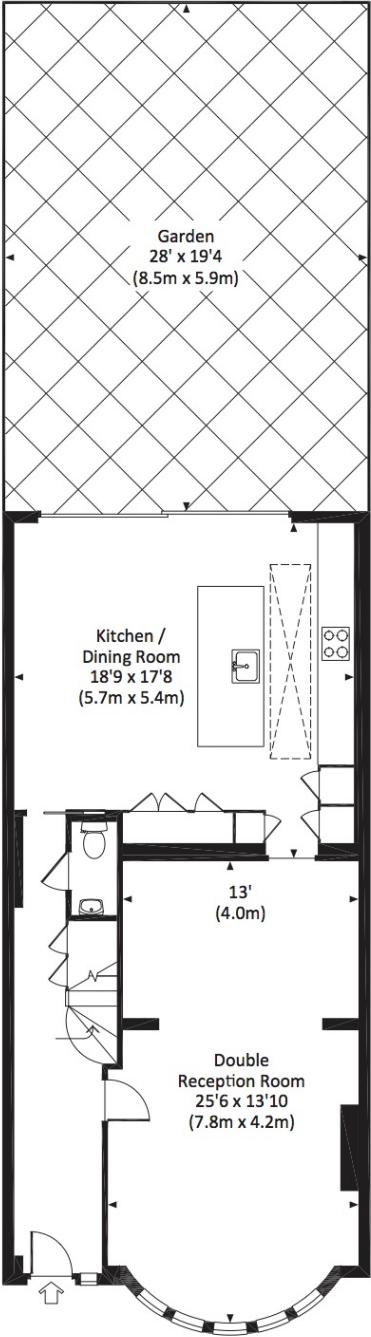 Garden
28' x 19'4
(8.5m x 5.9m)
Kitchen /
Dining Room
18'9 x 17'8
(5.7m x 5.4m)
13'
(4.0m)
Double
Reception Room
25'6 x 13'10
(7.8m x 4.2m)